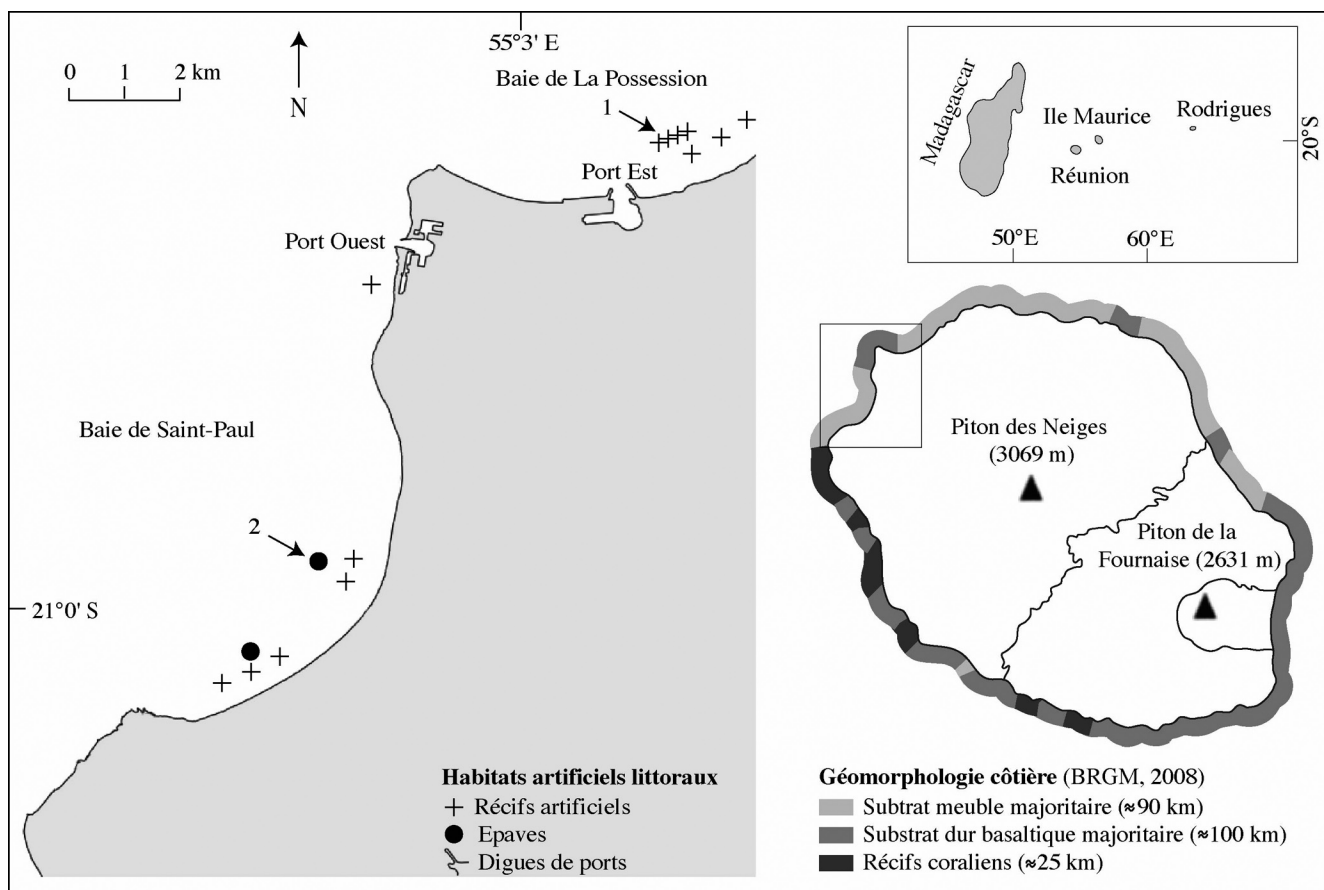 0 1 2 km
N
55°3' E
Baie de La Possession
1
Port Est
Port Ouest
Baie de Saint-Paul
2
21°0' S
Habitats artificiels littoraux
Récifs artificiels
Epaves
Digues de ports
Madagascar
Ile Maurice
Rodrigues
Réunion
20°S
50°E
60°E
Piton des Neiges
(3069 m)
Piton de la
Fournaise (2631 m)
Géomorphologie côtière (BRGM, 2008)
Subtrat meuble majoritaire (≈90 km)
Substrat dur basaltique majoritaire (≈100 km)
Récifs coraliens (≈25 km)